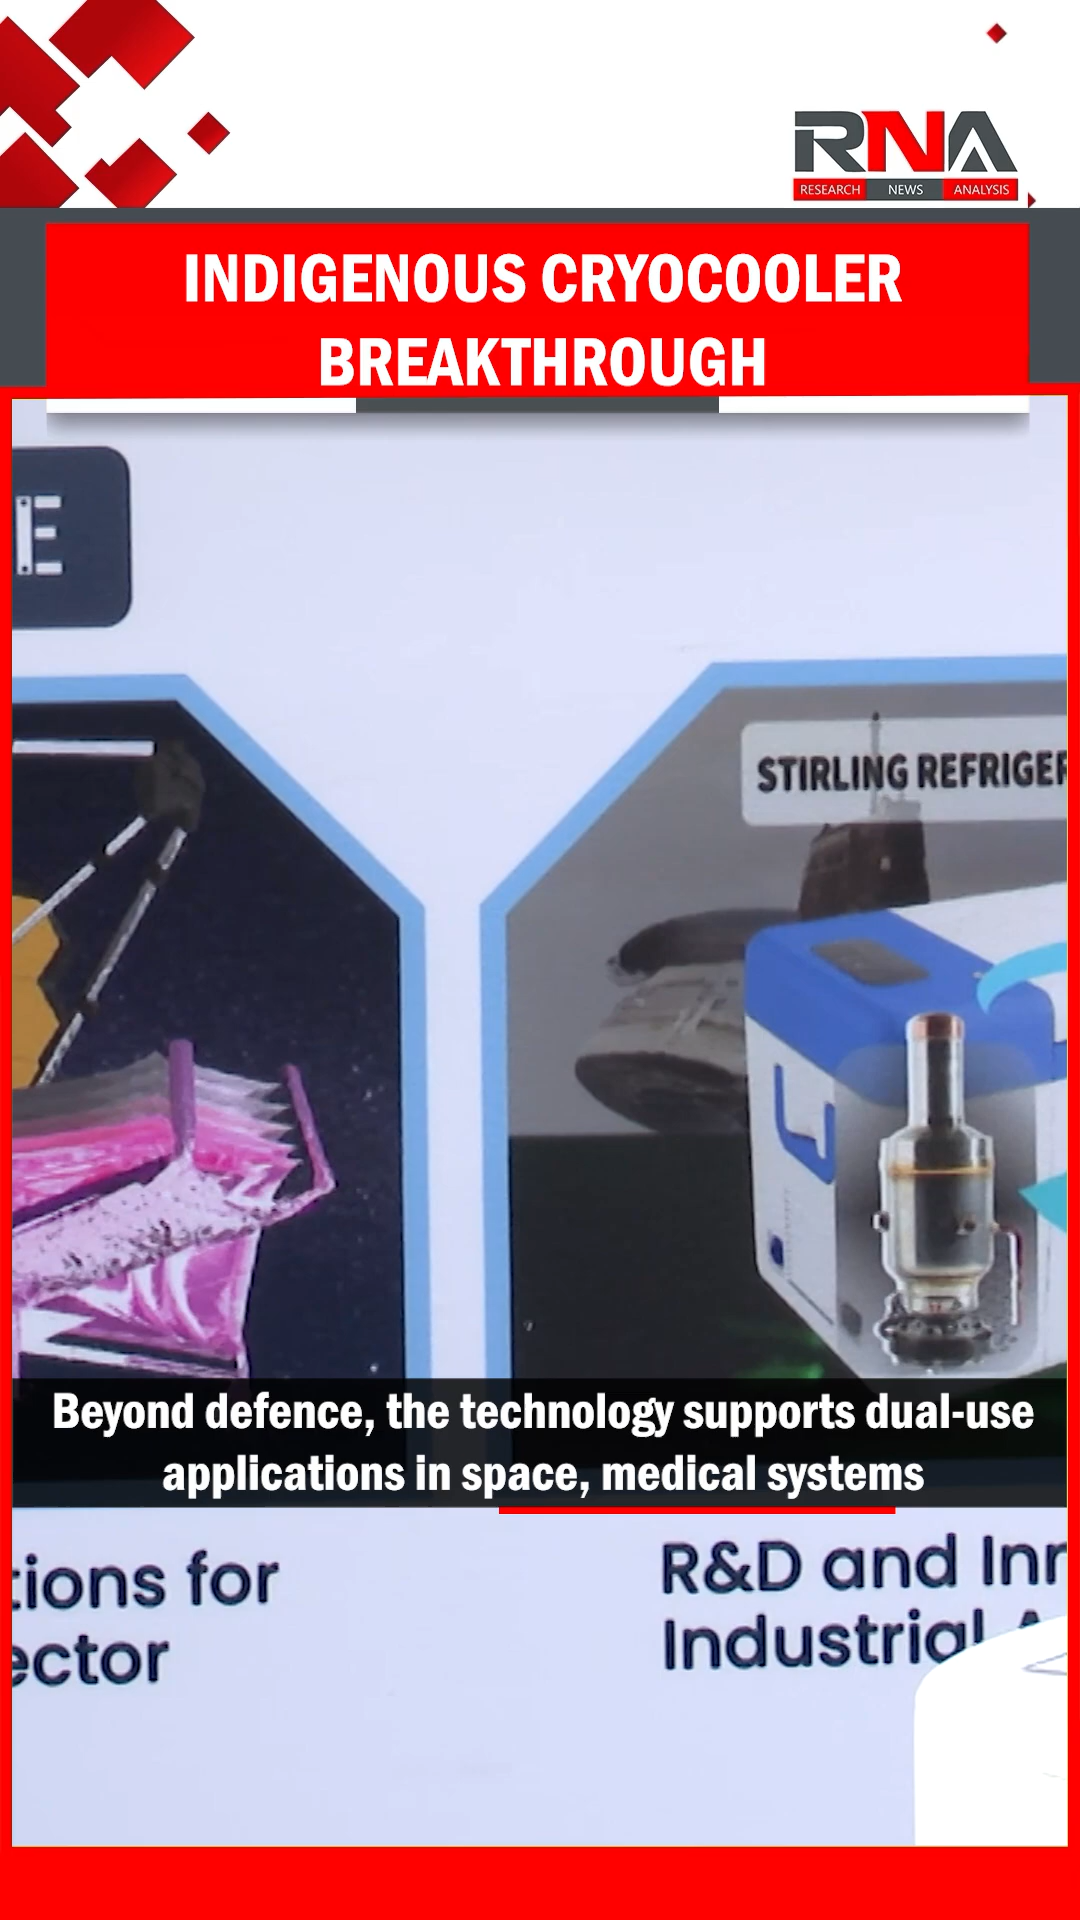 RNA
RESEARCH NEWS ANALYSIS
INDIGENOUS CRYOCOOLER
BREAKTHROUGH
E
STIRLING REFRIGER
Beyond defence, the technology supports dual-use
applications in space, medical systems
tions for
ector
R&D and Inn
Industrial